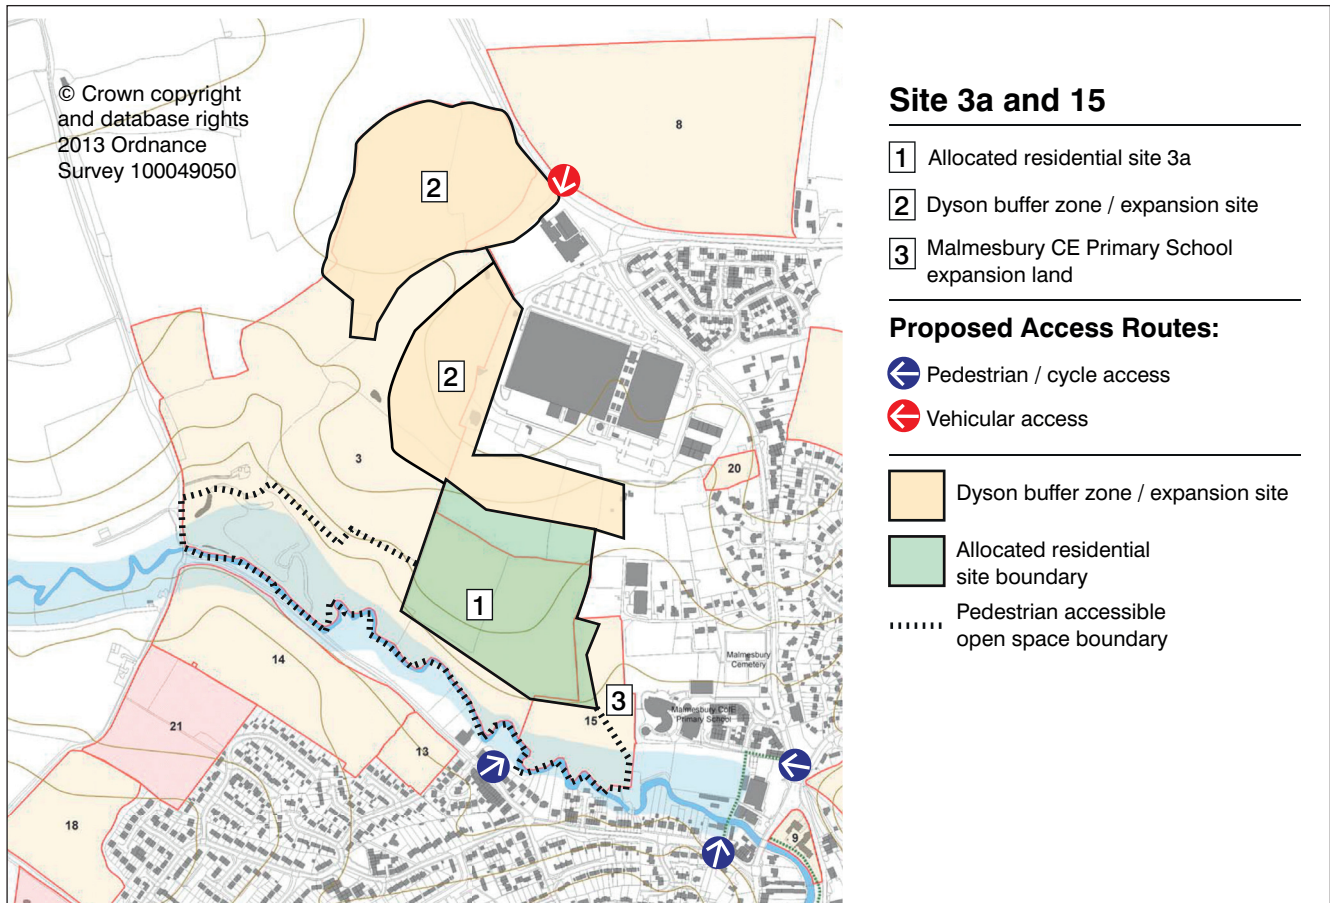 © Crown copyright
and database rights
2013 Ordnance
Survey 100049050
8
2
2
3
20
1
Malmesbury
Cemetery
14
3
15
Malmesbury CofE
Primary School
21
13
18
9
Site 3a and 15
1 Allocated residential site 3a
2 Dyson buffer zone / expansion site
3 Malmesbury CE Primary School
expansion land
Proposed Access Routes:
Pedestrian / cycle access
Vehicular access
Dyson buffer zone / expansion site
Allocated residential
site boundary
Pedestrian accessible
open space boundary